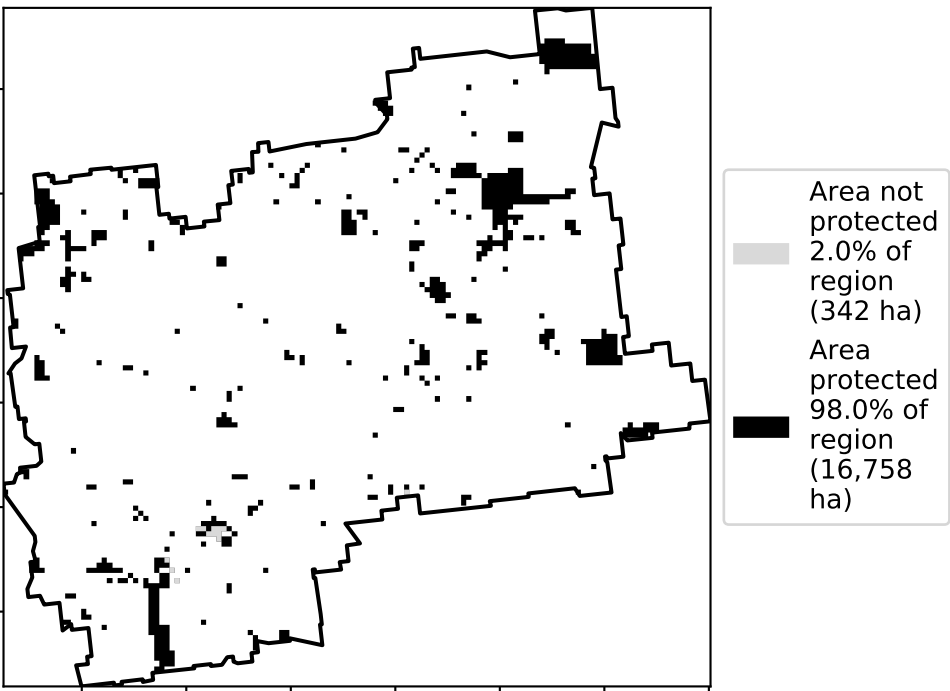 Area not
protected
2.0% of
region
(342 ha)
Area
protected
98.0% of
region
(16,758
ha)